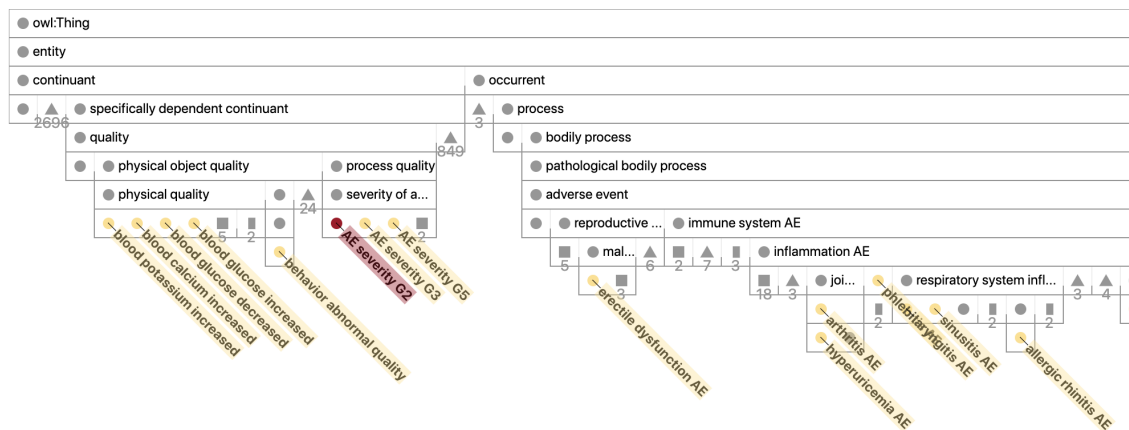 owl:Thing
entity
continuant
occurrent
2696
specifically dependent continuant
3
process
quality
849
bodily process
physical object quality
process quality
pathological bodily process
physical quality
24
severity of a...
adverse event
5
2
2
reproductive ...
immune system AE
blood potassium increased
blood calcium increased
blood glucose decreased
blood glucose increased
behavior abnormal quality
AE severity G2
AE severity G3
AE severity G5
5
mal...
6
2
7
3
inflammation AE
3
erectile dysfunction AE
18
3
joi...
respiratory system infl...
3
4
2
2
2
arthritis AE
hyperuricemia AE
phlebitis AE
sinusitis AE
allergic rhinitis AE